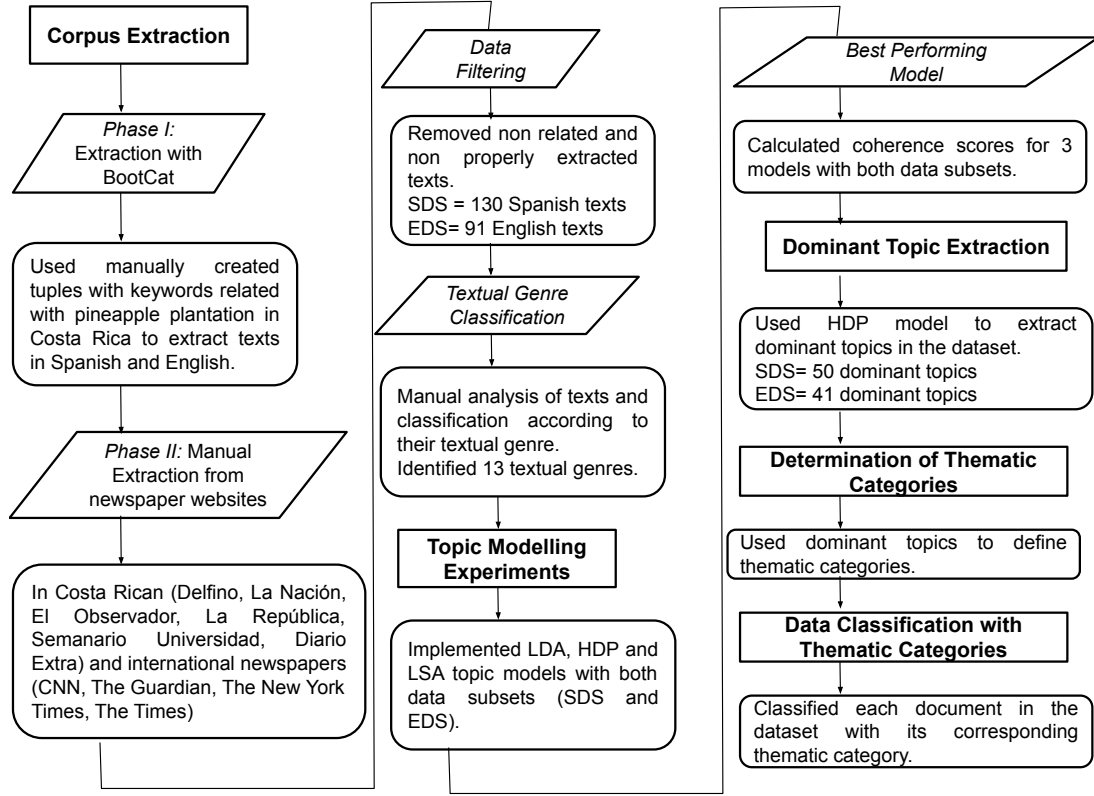 Corpus Extraction
Phase I:
Extraction with
BootCat
Used manually created
tuples with keywords related
with pineapple plantation in
Costa Rica to extract texts
in Spanish and English.
Phase II: Manual
Extraction from
newspaper websites
In Costa Rican (Delfino, La Nación,
El Observador, La República,
Semanario Universidad, Diario
Extra) and international newspapers
(CNN, The Guardian, The New York
Times, The Times)
Data
Filtering
Removed non related and
non properly extracted
texts.
SDS = 130 Spanish texts
EDS= 91 English texts
Textual Genre
Classification
Manual analysis of texts and
classification according to
their textual genre.
Identified 13 textual genres.
Topic Modelling
Experiments
Implemented LDA, HDP and
LSA topic models with both
data subsets (SDS and
EDS).
Best Performing
Model
Calculated coherence scores for 3
models with both data subsets.
Dominant Topic Extraction
Used HDP model to extract
dominant topics in the dataset.
SDS= 50 dominant topics
EDS= 41 dominant topics
Determination of Thematic
Categories
Used dominant topics to define
thematic categories.
Data Classification with
Thematic Categories
Classified each document in the
dataset with its corresponding
thematic category.